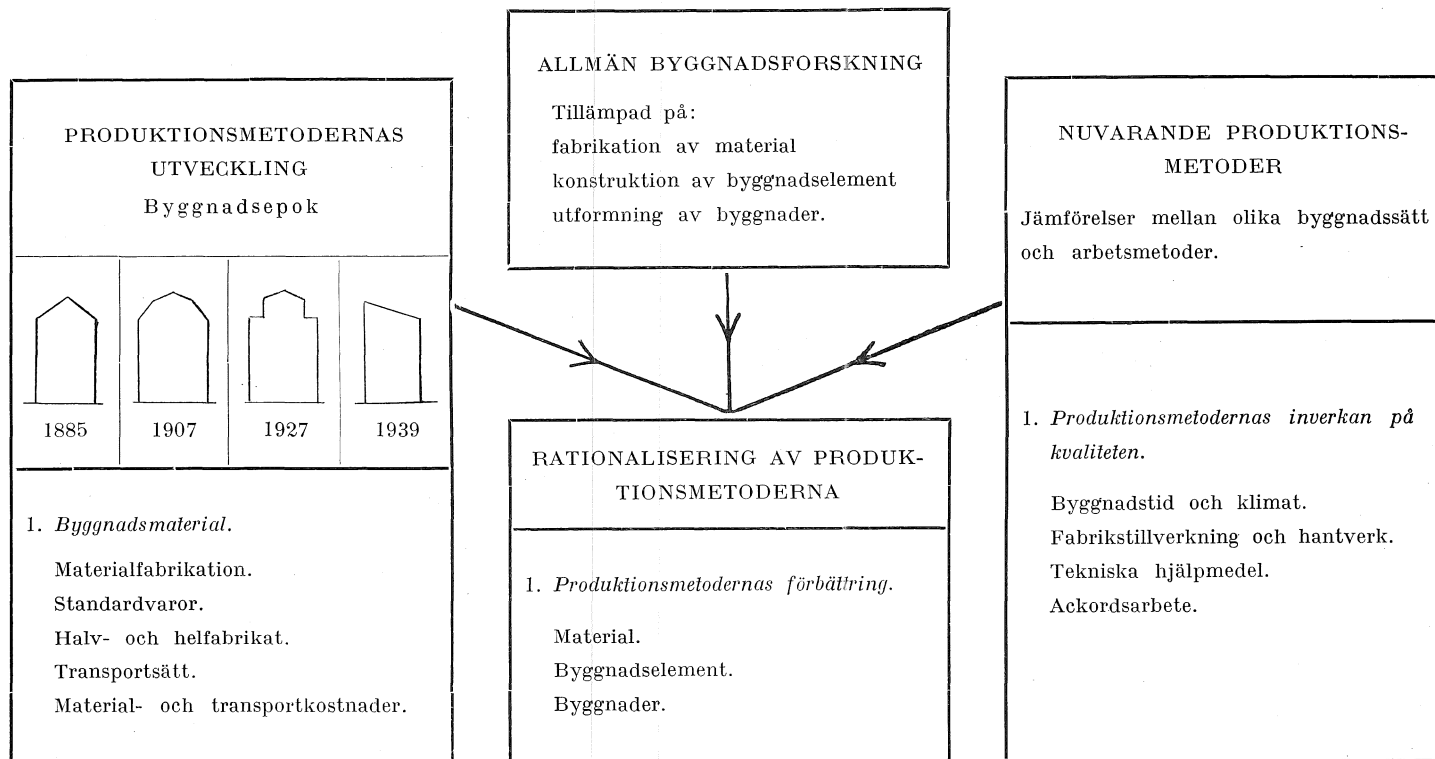 PRODUKTIONSMETODERNAS
UTVECKLING
Byggnadsepok
1885 1907 1927 1939
1. Byggnadsmaterial.
Materialfabrikation.
Standardvaror.
Halv- och helfabrikat.
Transportsätt.
Material- och transportkostnader.
ALLMÄN BYGGNADSFORSKNING
Tillämpad på:
fabrikation av material
konstruktion av byggnadselement
utformning av byggnader.
RATIONALISERING AV PRODUK-
TIONSMETODERNA
1. Produktionsmetodernas förbättring.
Material.
Byggnadselement.
Byggnader.
NUVARANDE PRODUKTIONS-
METODER
Jämförelser mellan olika byggnadssätt
och arbetsmetoder.
1. Produktionsmetodernas inverkan på
kvaliteten.
Byggnadstid och klimat.
Fabrikstillverkning och hantverk.
Tekniska hjälpmedel.
Ackordsarbete.